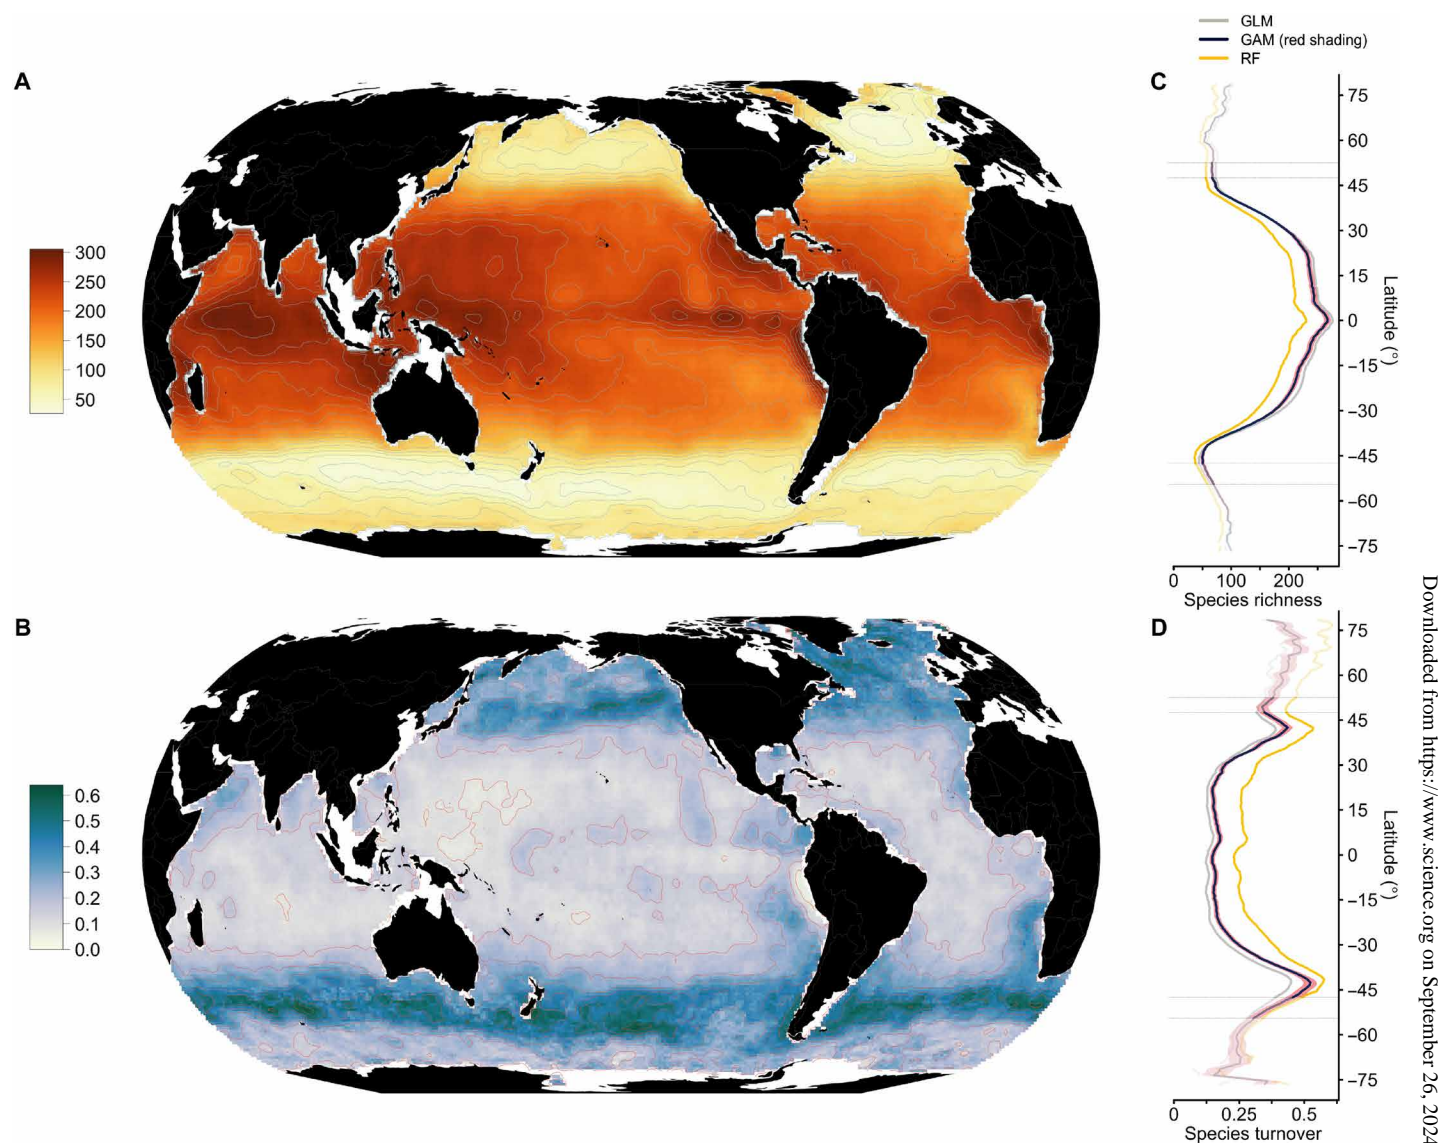 GLM
GAM (red shading)
RF
A
300
250
200
150
100
50
C
75
60
45
30
15
0
−15
−30
−45
−60
−75
Latitude (°)
0 100 200
Species richness
B
0.6
0.5
0.4
0.3
0.2
0.1
0.0
D
75
60
45
30
15
0
−15
−30
−45
−60
−75
Latitude (°)
0 0.25 0.5
Species turnover
Downloaded from https://www.science.org on September 26, 2024